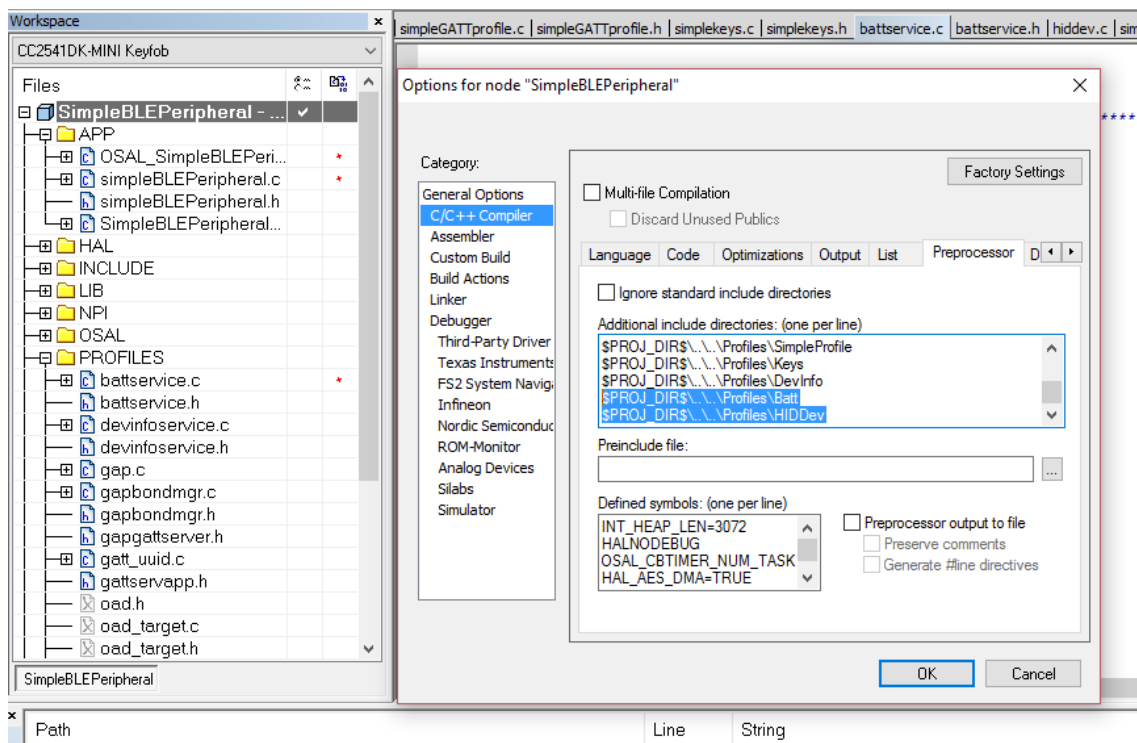 Workspace
CC2541DK-MINI Keyfob
Files
SimpleBLEPeripheral - ...
APP
OSAL_SimpleBLEPeri...
simpleBLEPeripheral.c
simpleBLEPeripheral.h
SimpleBLEPeripheral...
HAL
INCLUDE
LIB
NPI
OSAL
PROFILES
battservice.c
battservice.h
devinfoservice.c
devinfoservice.h
gap.c
gapbondmgr.c
gapbondmgr.h
gapgattserver.h
gatt_uuid.c
gattservapp.h
oad.h
oad_target.c
oad_target.h
SimpleBLEPeripheral
simpleGATTprofile.c | simpleGATTprofile.h | simplekeys.c | simplekeys.h | battservice.c | battservice.h | hiddev.c | sim
****
Options for node "SimpleBLEPeripheral"
Category:
General Options
C/C++ Compiler
Assembler
Custom Build
Build Actions
Linker
Debugger
Third-Party Driver
Texas Instruments
FS2 System Naviga
Infineon
Nordic Semiconduc
ROM-Monitor
Analog Devices
Silabs
Simulator
Factory Settings
Multi-file Compilation
Discard Unused Publics
Language Code Optimizations Output List Preprocessor D
Ignore standard include directories
Additional include directories: (one per line)
$PROJ_DIR$\..\..\Profiles\SimpleProfile
$PROJ_DIR$\..\..\Profiles\Keys
$PROJ_DIR$\..\..\Profiles\DevInfo
$PROJ_DIR$\..\..\Profiles\Batt
$PROJ_DIR$\..\..\Profiles\HIDDev
Preinclude file:
...
Defined symbols: (one per line)
INT_HEAP_LEN=3072
HALNODEBUG
OSAL_CBTIMER_NUM_TASK
HAL_AES_DMA=TRUE
Preprocessor output to file
Preserve comments
Generate #line directives
OK Cancel
Path Line String